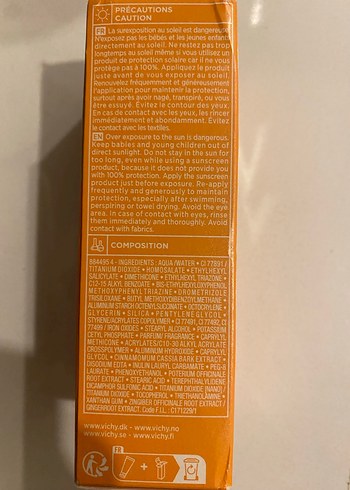 PRÉCAUTIONS
CAUTION
FR La surexposition au soleil est dangereuse.
N'exposez pas les bébés et les jeunes enfants
directement au soleil. Ne restez pas trop
longtemps au soleil même si vous utilisez un
produit de protection solaire car il ne vous
protège pas à 100%. Appliquez le produit
juste avant de vous exposer au soleil.
Renouvelez fréquemment et généreusement
l'application pour maintenir la protection,
surtout après avoir nagé, transpiré, ou vous
être essuyé. Evitez le contour des yeux.
En cas de contact avec les yeux, les rincer
immédiatement et abondamment. Évitez
le contact avec les textiles.
EN Over exposure to the sun is dangerous.
Keep babies and young children out of
direct sunlight. Do not stay in the sun for
too long, even while using a sunscreen
product, because it does not provide you
with 100% protection. Apply the sunscreen
product just before exposure. Re-apply
frequently and generously to maintain
protection, especially after swimming,
perspiring or towel drying. Avoid the eye
area. In case of contact with eyes, rinse
them immediately and thoroughly. Avoid
contact with fabrics.
COMPOSITION
884495 4 - INGREDIENTS: AQUA / WATER • CI 77891 /
TITANIUM DIOXIDE • HOMOSALATE • ETHYLHEXYL
SALICYLATE • DIMETHICONE • ETHYLHEXYL TRIAZONE •
C12-15 ALKYL BENZOATE • BIS-ETHYLHEXYLOXYPHENOL
METHOXYPHENYL TRIAZINE • DROMETRIZOLE
TRISILOXANE • BUTYL METHOXYDIBENZOYLMETHANE •
ALUMINUM STARCH OCTENYLSUCCINATE • OCTOCRYLENE •
GLYCERIN • SILICA • PENTYLENE GLYCOL •
STYRENE/ACRYLATES COPOLYMER • CI 77491, CI 77492, CI
77499 / IRON OXIDES • STEARYL ALCOHOL • POTASSIUM
CETYL PHOSPHATE • PARFUM / FRAGRANCE • CAPRYLYL
METHICONE • ACRYLATES/C10-30 ALKYL ACRYLATE
CROSSPOLYMER • ALUMINUM HYDROXIDE • CAPRYLYL
GLYCOL • CINNAMOMUM CASSIA BARK EXTRACT •
DISODIUM EDTA • INULIN LAURYL CARBAMATE • PEG-8
LAURATE • PHENOXYETHANOL • POTERIUM OFFICINALE
ROOT EXTRACT • STEARIC ACID • TEREPHTHALYLIDENE
DICAMPHOR SULFONIC ACID • TITANIUM DIOXIDE [NANO] /
TITANIUM DIOXIDE • TOCOPHEROL • TRIETHANOLAMINE •
XANTHAN GUM • ZINGIBER OFFICINALE ROOT EXTRACT /
GINGER ROOT EXTRACT. Code F.I.L. : C171229/1
www.vichy.dk - www.vichy.no
www.vichy.se - www.vichy.fi